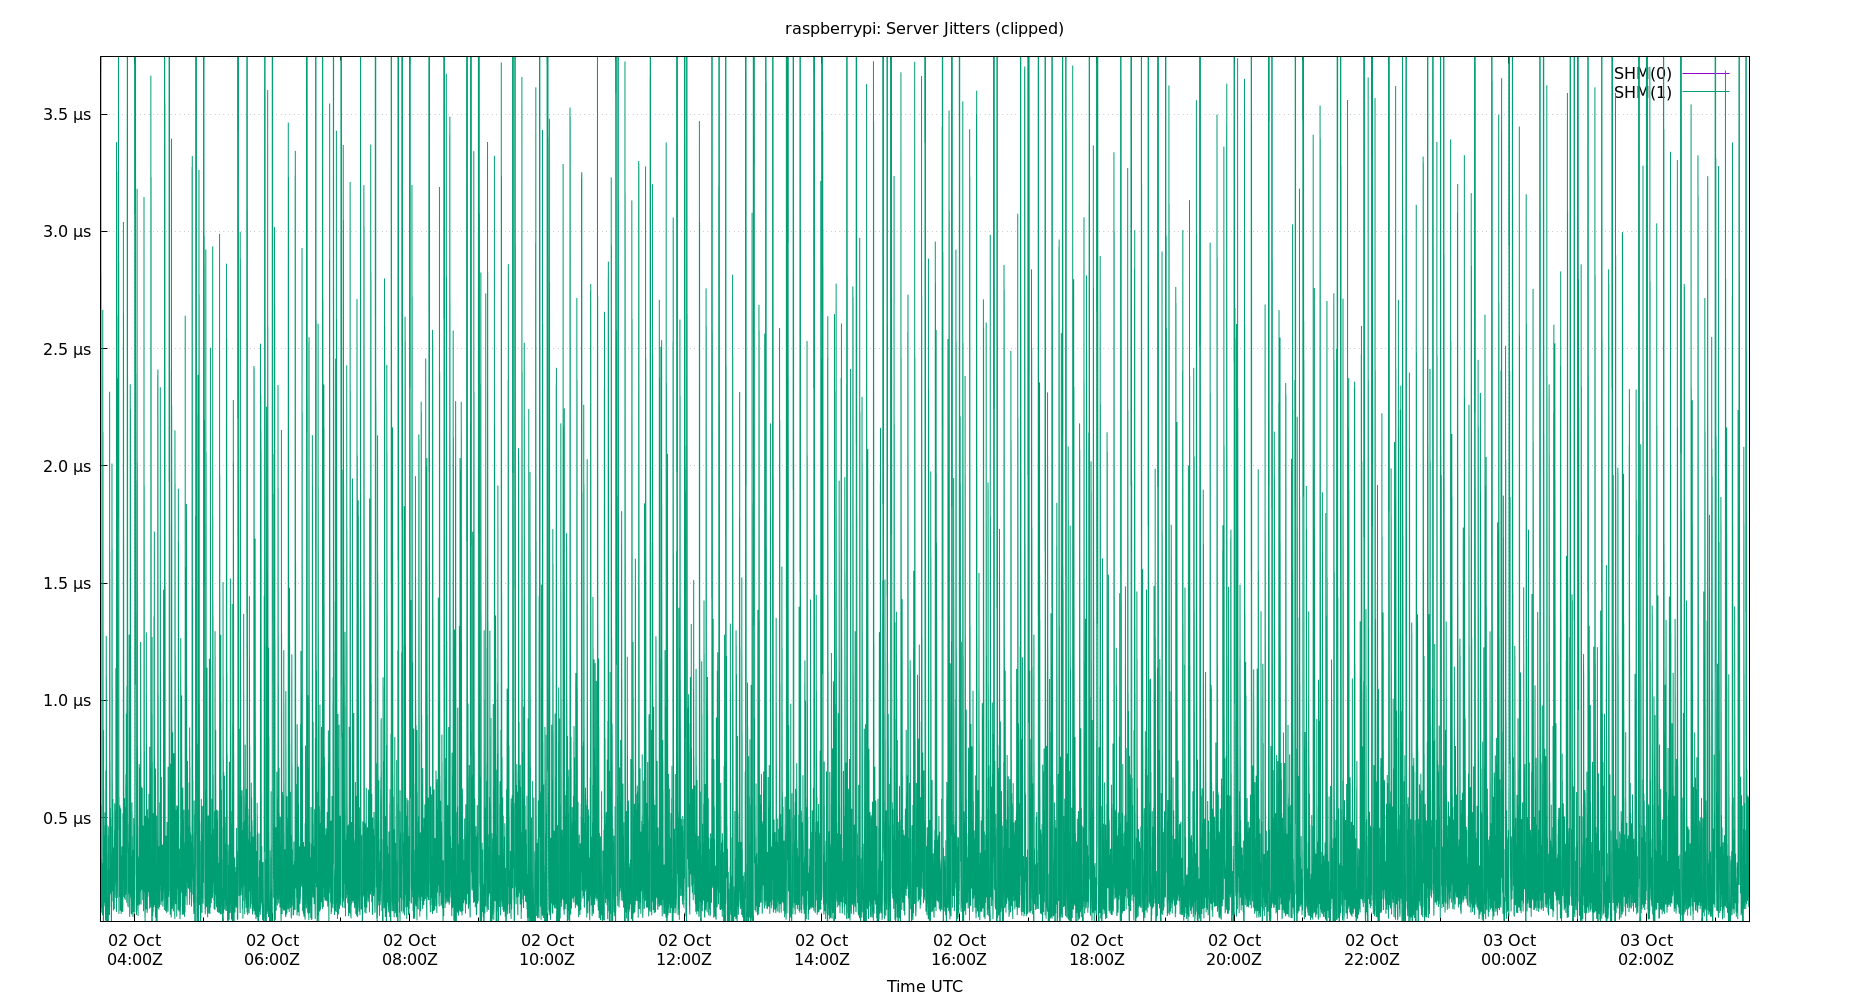 raspberrypi: Server Jitters (clipped)
SHM(0)
SHM(1)
3.5 µs
3.0 µs
2.5 µs
2.0 µs
1.5 µs
1.0 µs
0.5 µs
02 Oct 02 Oct 02 Oct 02 Oct 02 Oct 02 Oct 02 Oct 02 Oct 02 Oct 02 Oct 03 Oct 03 Oct
04:00Z 06:00Z 08:00Z 10:00Z 12:00Z 14:00Z 16:00Z 18:00Z 20:00Z 22:00Z 00:00Z 02:00Z
Time UTC